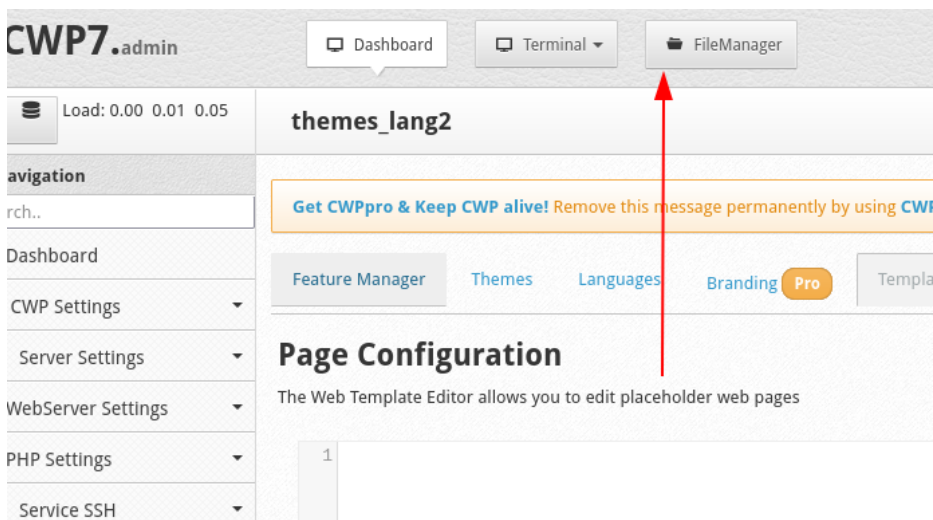 CWP7.admin
Dashboard
Terminal
FileManager
Load: 0.00 0.01 0.05
themes_lang2
avigation
rch..
Get CWPpro & Keep CWP alive! Remove this message permanently by using CWP
Dashboard
Feature Manager
Themes
Languages
Branding Pro
Templa
CWP Settings
Server Settings
WebServer Settings
PHP Settings
Service SSH
Page Configuration
The Web Template Editor allows you to edit placeholder web pages
1